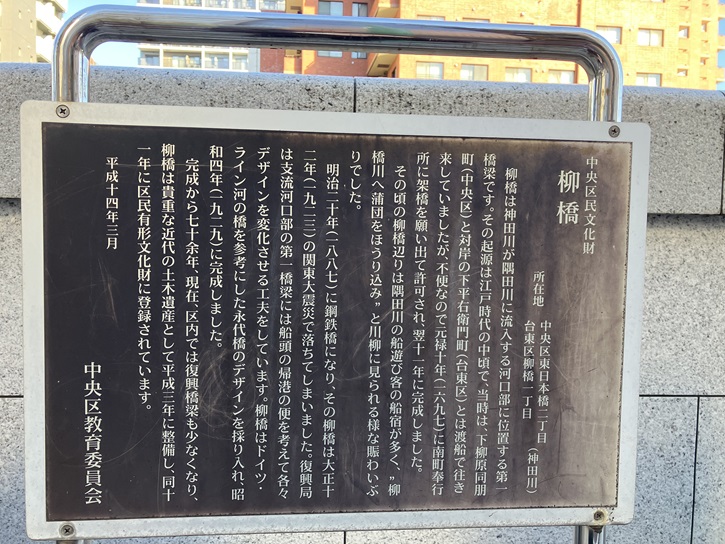 中央区民文化財
柳橋
所在地 中央区東日本橋二丁目
台東区柳橋一丁目 (神田川)
柳橋は神田川が隅田川に流入する河口部に位置する第一
橋梁です。その起源は江戸時代の中頃で、当時は、下柳原同朋
町(中央区)と対岸の下平右衛門町(台東区)とは渡船で往き
来していましたが、不便なので元禄十年(一六九七)に南町奉行
所に架橋を願い出て許可され、翌十一年に完成しました。
その頃の柳橋辺りは隅田川の船遊び客の船宿が多く、"柳
橋川へ蒲団をほうり込み"と川柳に見られる様な賑わいぶ
りでした。
明治二十年(一八八七)に鋼鉄橋になり、その柳橋は大正十
二年(一九二三)の関東大震災で落ちてしまいました。復興局
は支流河口部の第一橋梁には船頭の帰港の便を考えて各々
デザインを変化させる工夫をしています。柳橋はドイツ・
ライン河の橋を参考にした永代橋のデザインを採り入れ、昭
和四年(一九二九)に完成しました。
完成から七十余年、現在、区内では復興橋梁も少なくなり、
柳橋は貴重な近代の土木遺産として平成三年に整備し、同十
一年に区民有形文化財に登録されています。
平成十四年三月
中央区教育委員会